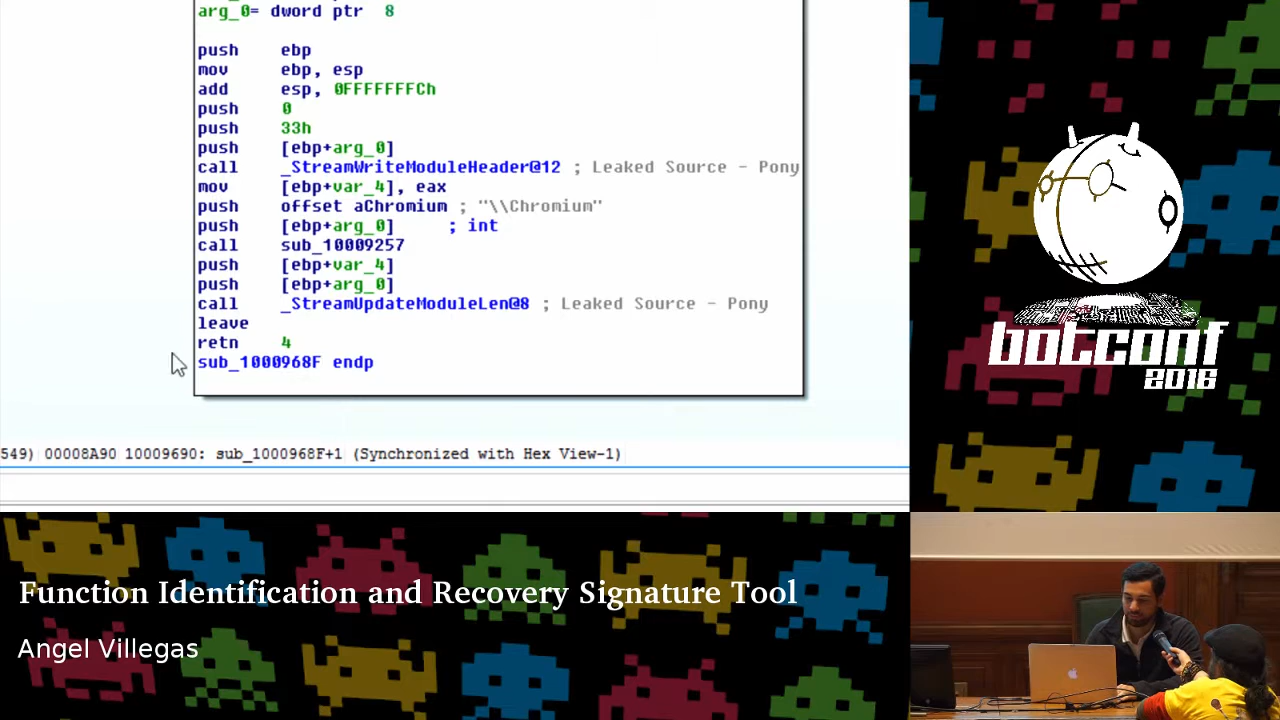 arg_0= dword ptr  8
push    ebp
mov     ebp, esp
add     esp, 0FFFFFFFCh
push    0
push    33h
push    [ebp+arg_0]
call    _StreamWriteModuleHeader@12 ; Leaked Source - Pony
mov     [ebp+var_4], eax
push    offset aChromium ; "\\Chromium"
push    [ebp+arg_0]     ; int
call    sub_10009257
push    [ebp+var_4]
push    [ebp+arg_0]
call    _StreamUpdateModuleLen@8 ; Leaked Source - Pony
leave
retn    4
sub_1000968F endp
549) 00008A90 10009690: sub_1000968F+1 (Synchronized with Hex View-1)
botconf
2016
Function Identification and Recovery Signature Tool
Angel Villegas